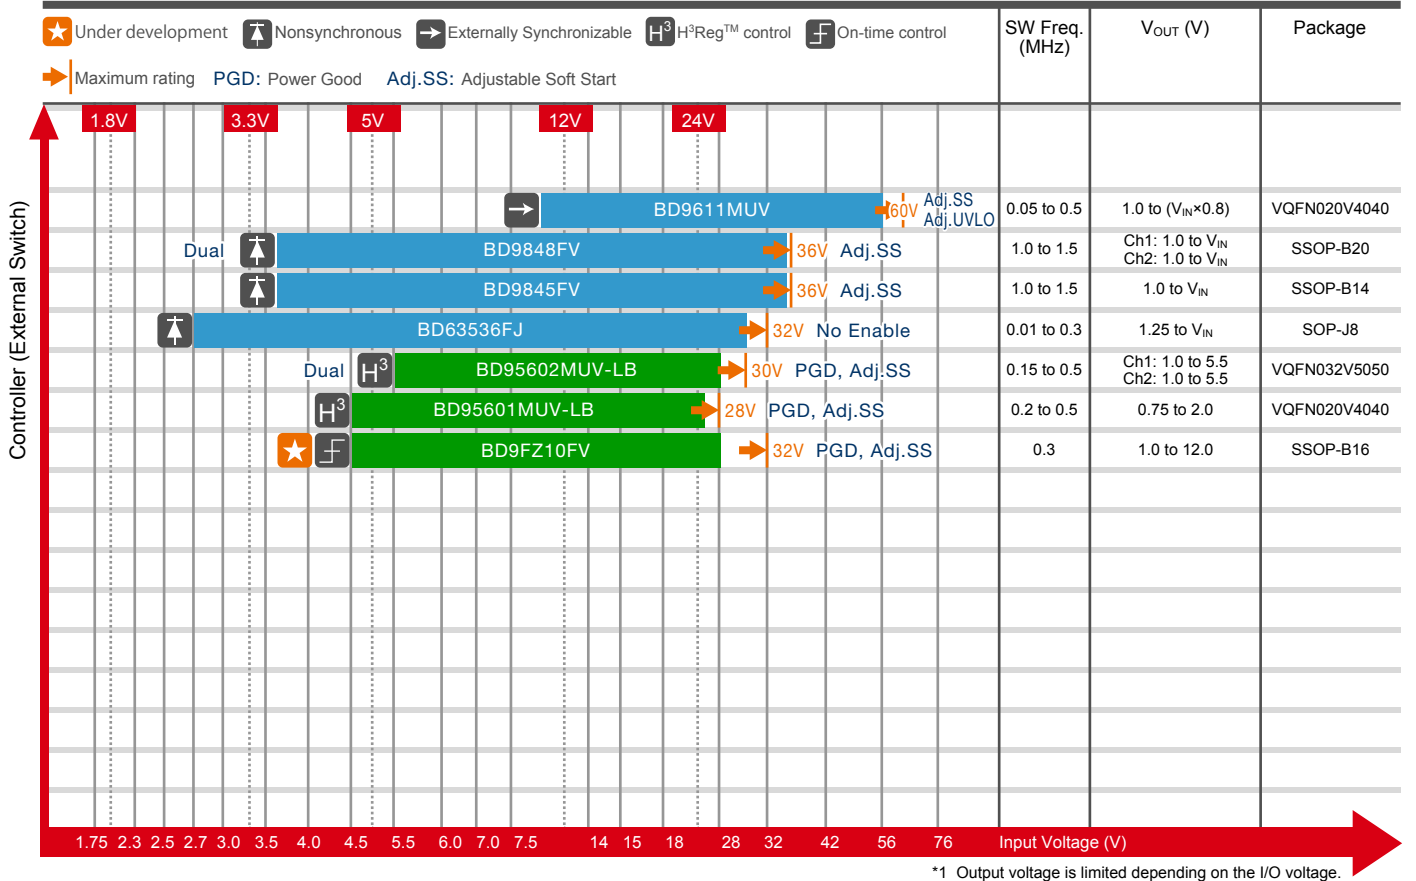 Under development Nonsynchronous Externally Synchronizable H³ H³Reg™ control On-time control
Maximum rating PGD: Power Good Adj.SS: Adjustable Soft Start
SW Freq. (MHz) VOUT (V) Package
1.8V 3.3V 5V 12V 24V
Controller (External Switch)
BD9611MUV 60V Adj.SS Adj.UVLO 0.05 to 0.5 1.0 to (VIN×0.8) VQFN020V4040
Dual BD9848FV 36V Adj.SS 1.0 to 1.5 Ch1: 1.0 to VIN Ch2: 1.0 to VIN SSOP-B20
BD9845FV 36V Adj.SS 1.0 to 1.5 1.0 to VIN SSOP-B14
BD63536FJ 32V No Enable 0.01 to 0.3 1.25 to VIN SOP-J8
Dual H³ BD95602MUV-LB 30V PGD, Adj.SS 0.15 to 0.5 Ch1: 1.0 to 5.5 Ch2: 1.0 to 5.5 VQFN032V5050
H³ BD95601MUV-LB 28V PGD, Adj.SS 0.2 to 0.5 0.75 to 2.0 VQFN020V4040
BD9FZ10FV 32V PGD, Adj.SS 0.3 1.0 to 12.0 SSOP-B16
1.75 2.3 2.5 2.7 3.0 3.5 4.0 4.5 5.5 6.0 7.0 7.5 14 15 18 28 32 42 56 76 Input Voltage (V)
*1 Output voltage is limited depending on the I/O voltage.